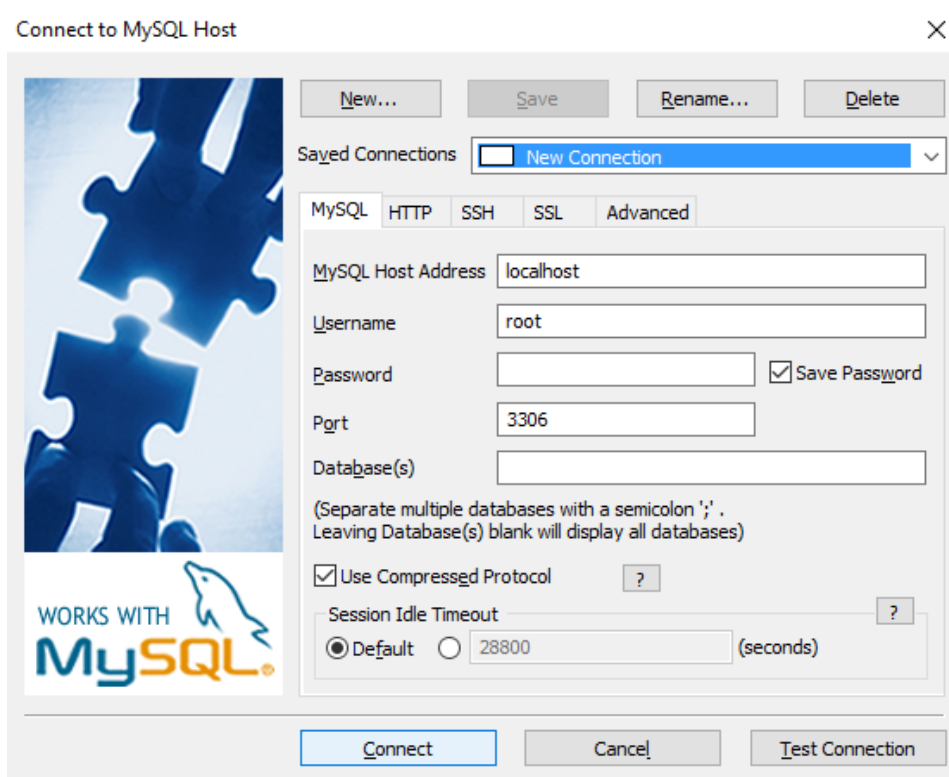 Connect to MySQL Host
New... Save Rename... Delete
Saved Connections New Connection
MySQL HTTP SSH SSL Advanced
MySQL Host Address localhost
Username root
Password Save Password
Port 3306
Database(s)
(Separate multiple databases with a semicolon ';' .
Leaving Database(s) blank will display all databases)
Use Compressed Protocol ?
Session Idle Timeout ?
Default 28800 (seconds)
WORKS WITH
MySQL®
Connect Cancel Test Connection